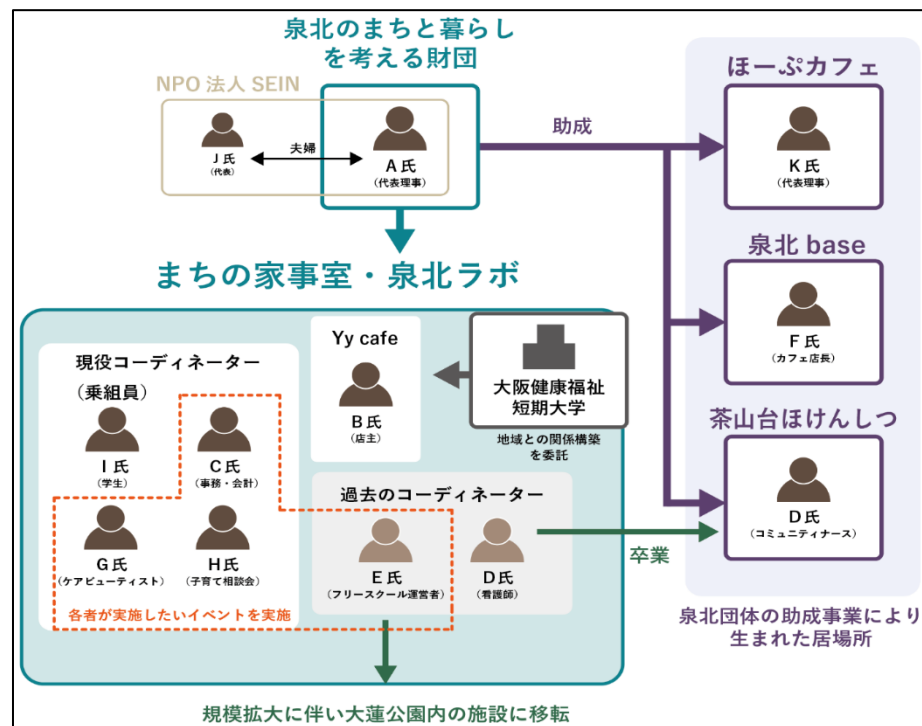 泉北のまちと暮らし
を考える財団
NPO 法人 SEIN
J 氏
(代表)
夫婦
A 氏
(代表理事)
助成
ほーぷカフェ
K 氏
(代表理事)
泉北 base
F 氏
(カフェ店長)
茶山台ほけんしつ
D 氏
(コミュニティナース)
泉北団体の助成事業により
生まれた居場所
まちの家事室・泉北ラボ
現役コーディネーター
(乗組員)
I 氏
(学生)
C 氏
(事務・会計)
G 氏
(ケアビューティスト)
H 氏
(子育て相談会)
各者が実施したいイベントを実施
Yy cafe
B 氏
(店主)
大阪健康福祉
短期大学
地域との関係構築
を委託
過去のコーディネーター
E 氏
(フリースクール運営者)
D 氏
(看護師)
卒業
規模拡大に伴い大蓮公園内の施設に移転